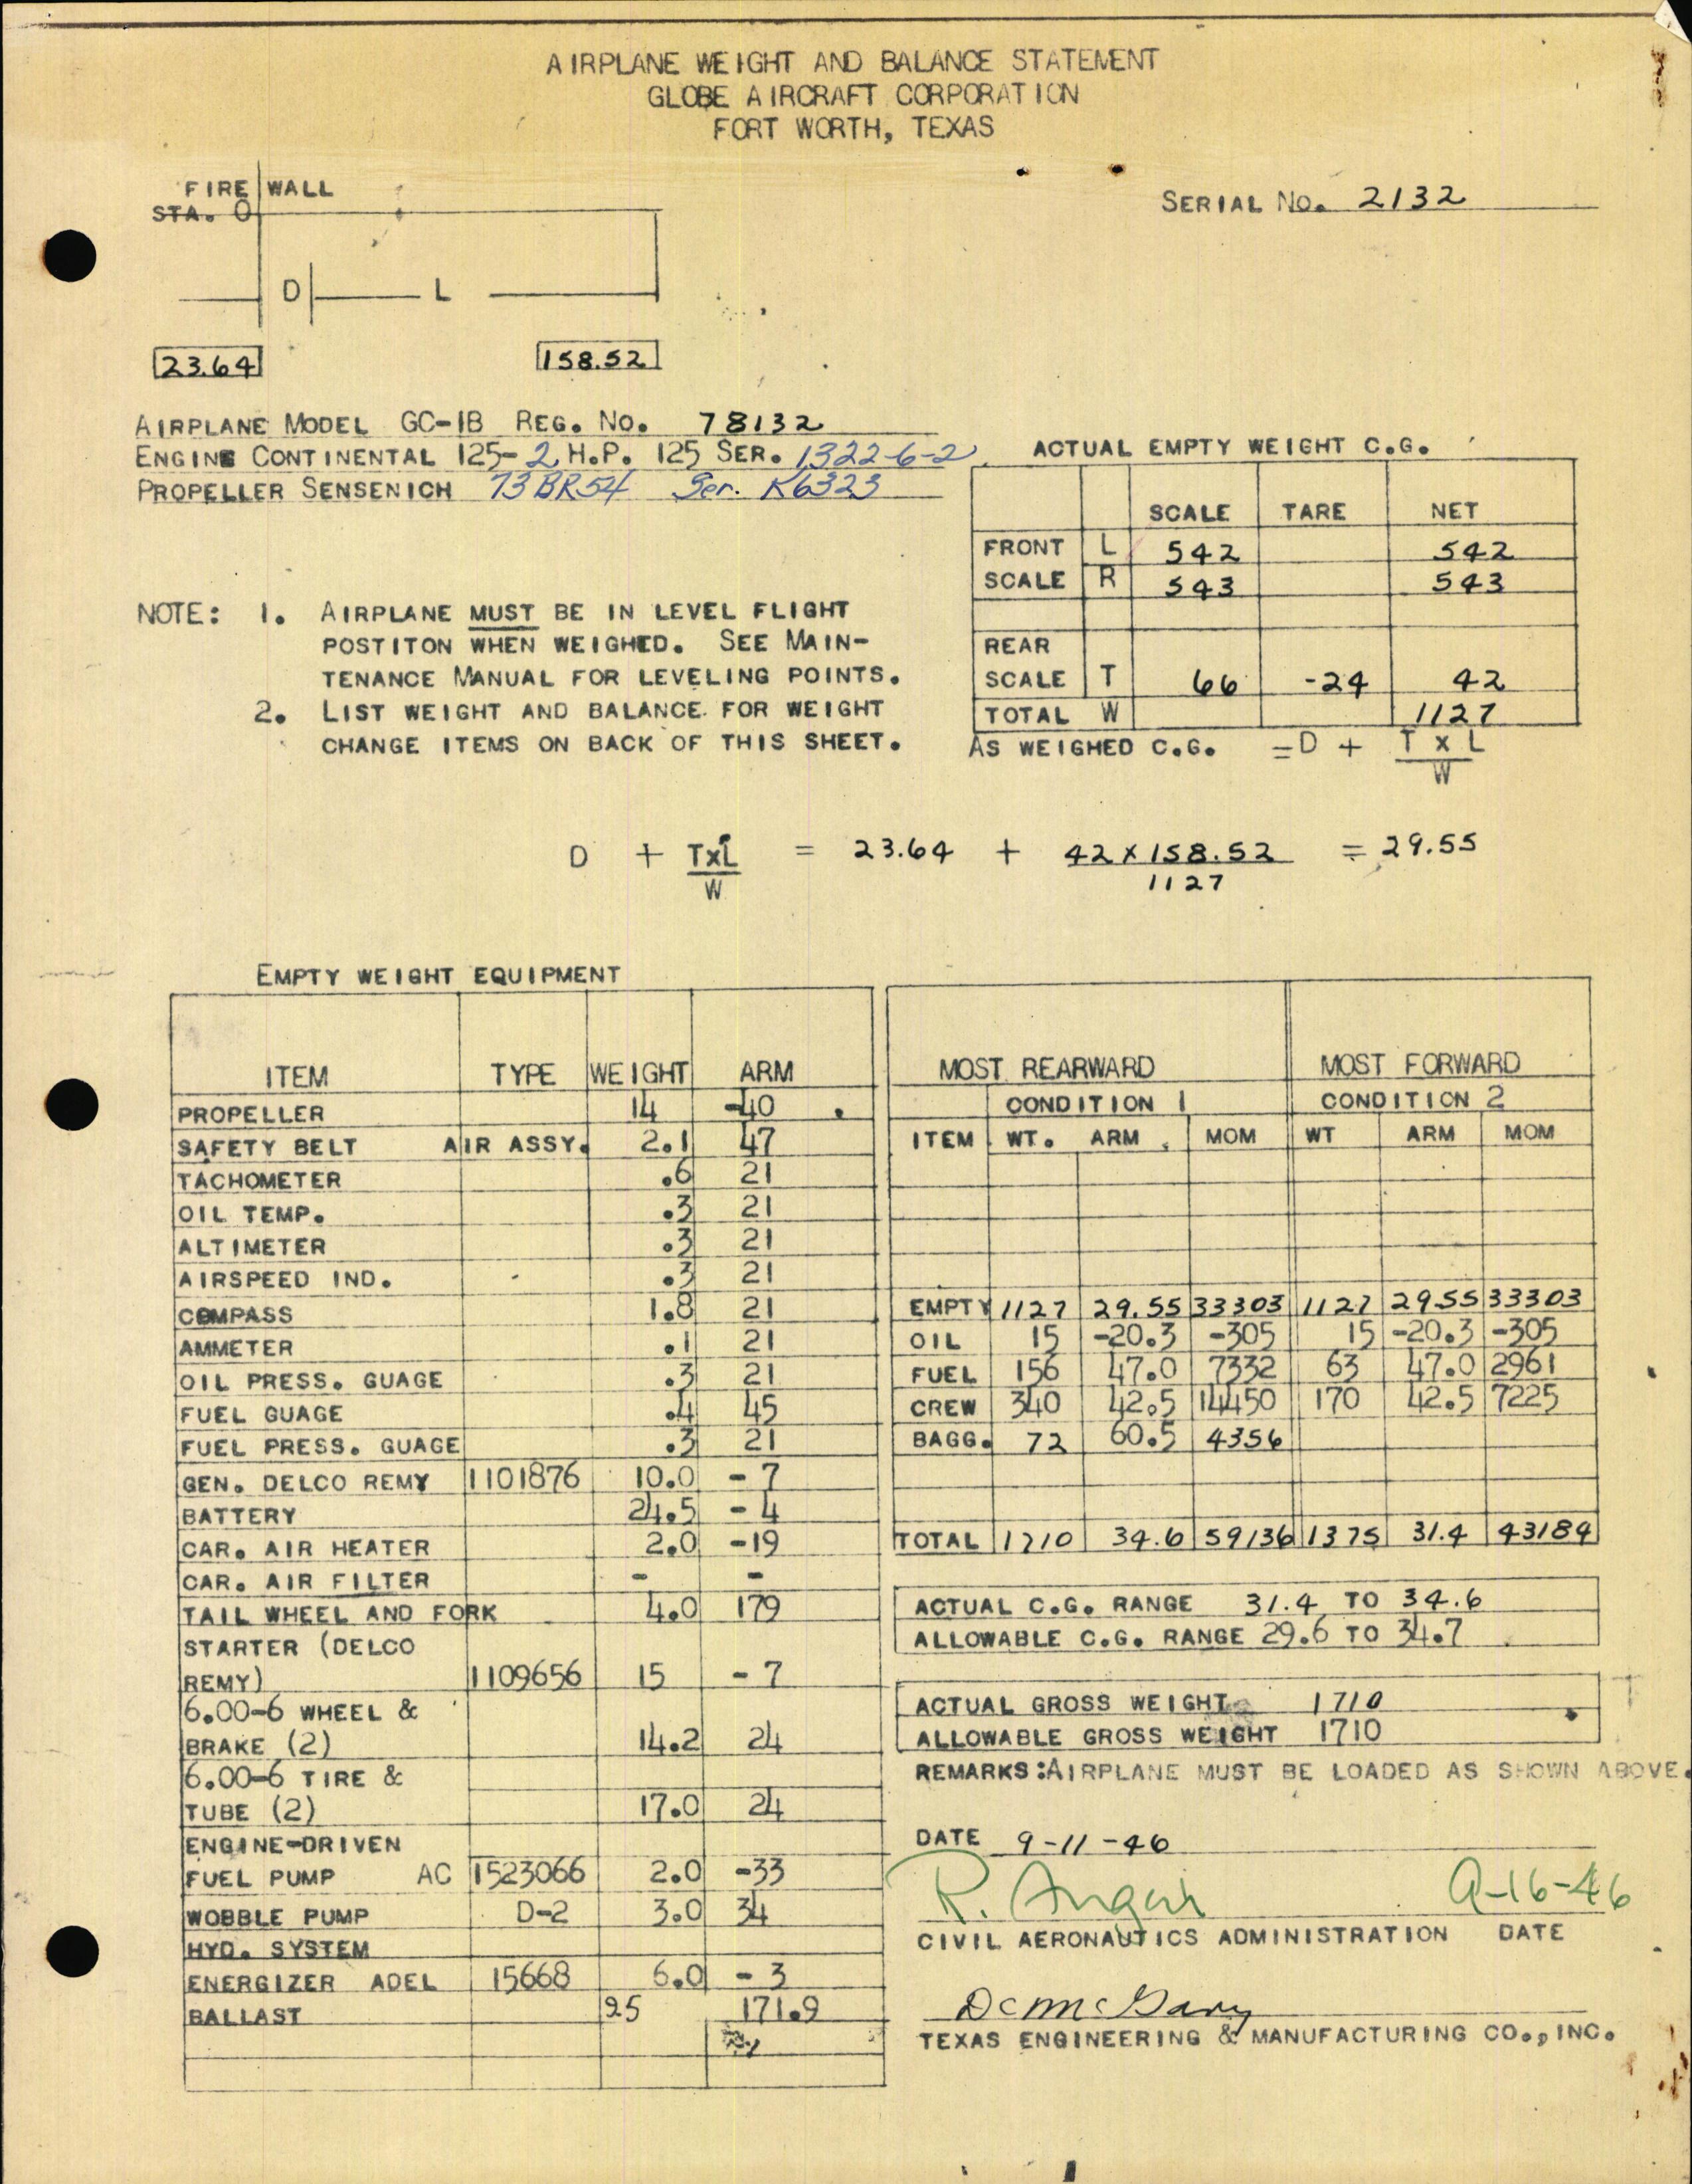 AIRPLANE WEIGHT AND BALANCE STATEMENT
GLOBE AIRCRAFT CORPORATION
FORT WORTH, TEXAS
FIRE WALL
STA. 0
SERIAL NO. 2132
D L
23.64 158.52
AIRPLANE MODEL GC-1B REG. NO. 78132
ENGINE CONTINENTAL 125-2 H.P. 125 SER. 1322-6-2
PROPELLER SENSENICH 73BR54 Ser. K6323
ACTUAL EMPTY WEIGHT C.G.
SCALE TARE NET
FRONT L 542 542
SCALE R 543 543
REAR
SCALE T 66 -24 42
TOTAL W 1127
AS WEIGHED C.G. = D + T x L
W
NOTE: 1. AIRPLANE MUST BE IN LEVEL FLIGHT
POSTITON WHEN WEIGHED. SEE MAIN-
TENANCE MANUAL FOR LEVELING POINTS.
2. LIST WEIGHT AND BALANCE FOR WEIGHT
CHANGE ITEMS ON BACK OF THIS SHEET.
D + TxL = 23.64 + 42 x 158.52 = 29.55
W 1127
EMPTY WEIGHT EQUIPMENT
ITEM TYPE WEIGHT ARM
PROPELLER 14 -40
SAFETY BELT AIR ASSY. 2.1 47
TACHOMETER .6 21
OIL TEMP. .3 21
ALTIMETER .3 21
AIRSPEED IND. .3 21
COMPASS 1.8 21
AMMETER .1 21
OIL PRESS. GUAGE .3 21
FUEL GUAGE .4 45
FUEL PRESS. GUAGE .3 21
GEN. DELCO REMY 1101876 10.0 - 7
BATTERY 24.5 - 4
CAR. AIR HEATER 2.0 -19
CAR. AIR FILTER - -
TAIL WHEEL AND FORK 4.0 179
STARTER (DELCO
REMY) 1109656 15 - 7
6.00-6 WHEEL &
BRAKE (2) 14.2 24
6.00-6 TIRE &
TUBE (2) 17.0 24
ENGINE-DRIVEN
FUEL PUMP AC 1523066 2.0 -33
WOBBLE PUMP D-2 3.0 34
HYD. SYSTEM
ENERGIZER ADEL 15668 6.0 - 3
BALLAST 25 171.9
MOST REARWARD MOST FORWARD
CONDITION 1 CONDITION 2
ITEM WT. ARM MOM WT ARM MOM
EMPTY 1127 29.55 33303 1127 29.55 33303
OIL 15 -20.3 -305 15 -20.3 -305
FUEL 156 47.0 7332 63 47.0 2961
CREW 340 42.5 14450 170 42.5 7225
BAGG. 72 60.5 4356
TOTAL 1710 34.6 59136 1375 31.4 43184
ACTUAL C.G. RANGE 31.4 TO 34.6
ALLOWABLE C.G. RANGE 29.6 TO 34.7
ACTUAL GROSS WEIGHT 1710
ALLOWABLE GROSS WEIGHT 1710
REMARKS: AIRPLANE MUST BE LOADED AS SHOWN ABOVE.
DATE 9-11-46
R. 9-16-46
CIVIL AERONAUTICS ADMINISTRATION DATE
DC McGary
TEXAS ENGINEERING & MANUFACTURING CO., INC.